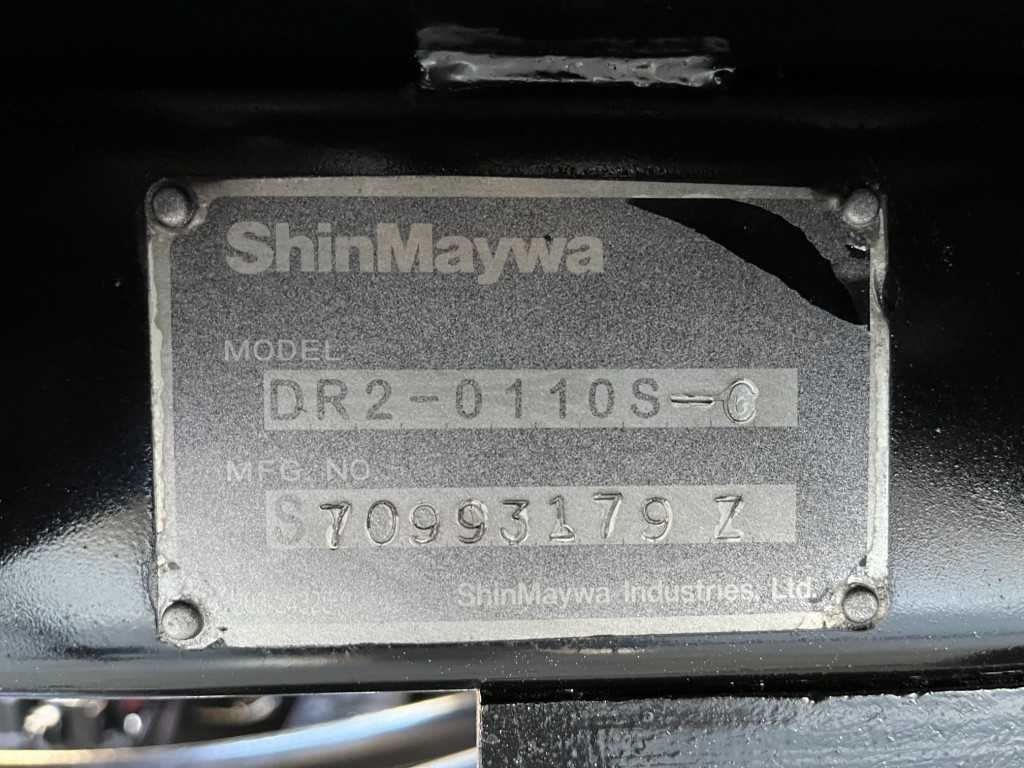 ShinMaywa
MODEL
DR2-0110S-G
MFG. NO.
S70993179 Z
ShinMaywa Industries, Ltd.